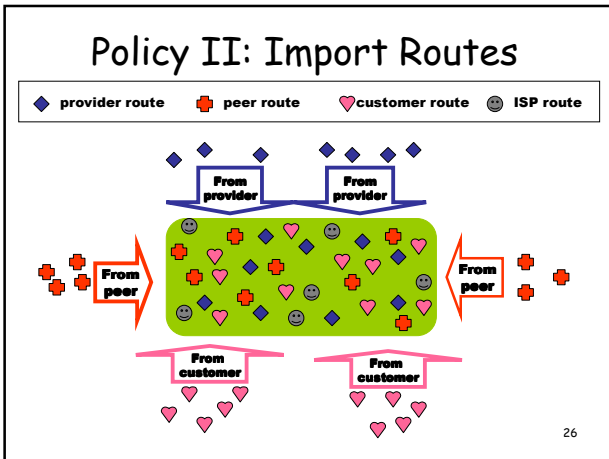 Policy II: Import Routes
provider route peer route customer route ISP route
From
provider
From
provider
From
peer
From
peer
From
customer
From
customer
26